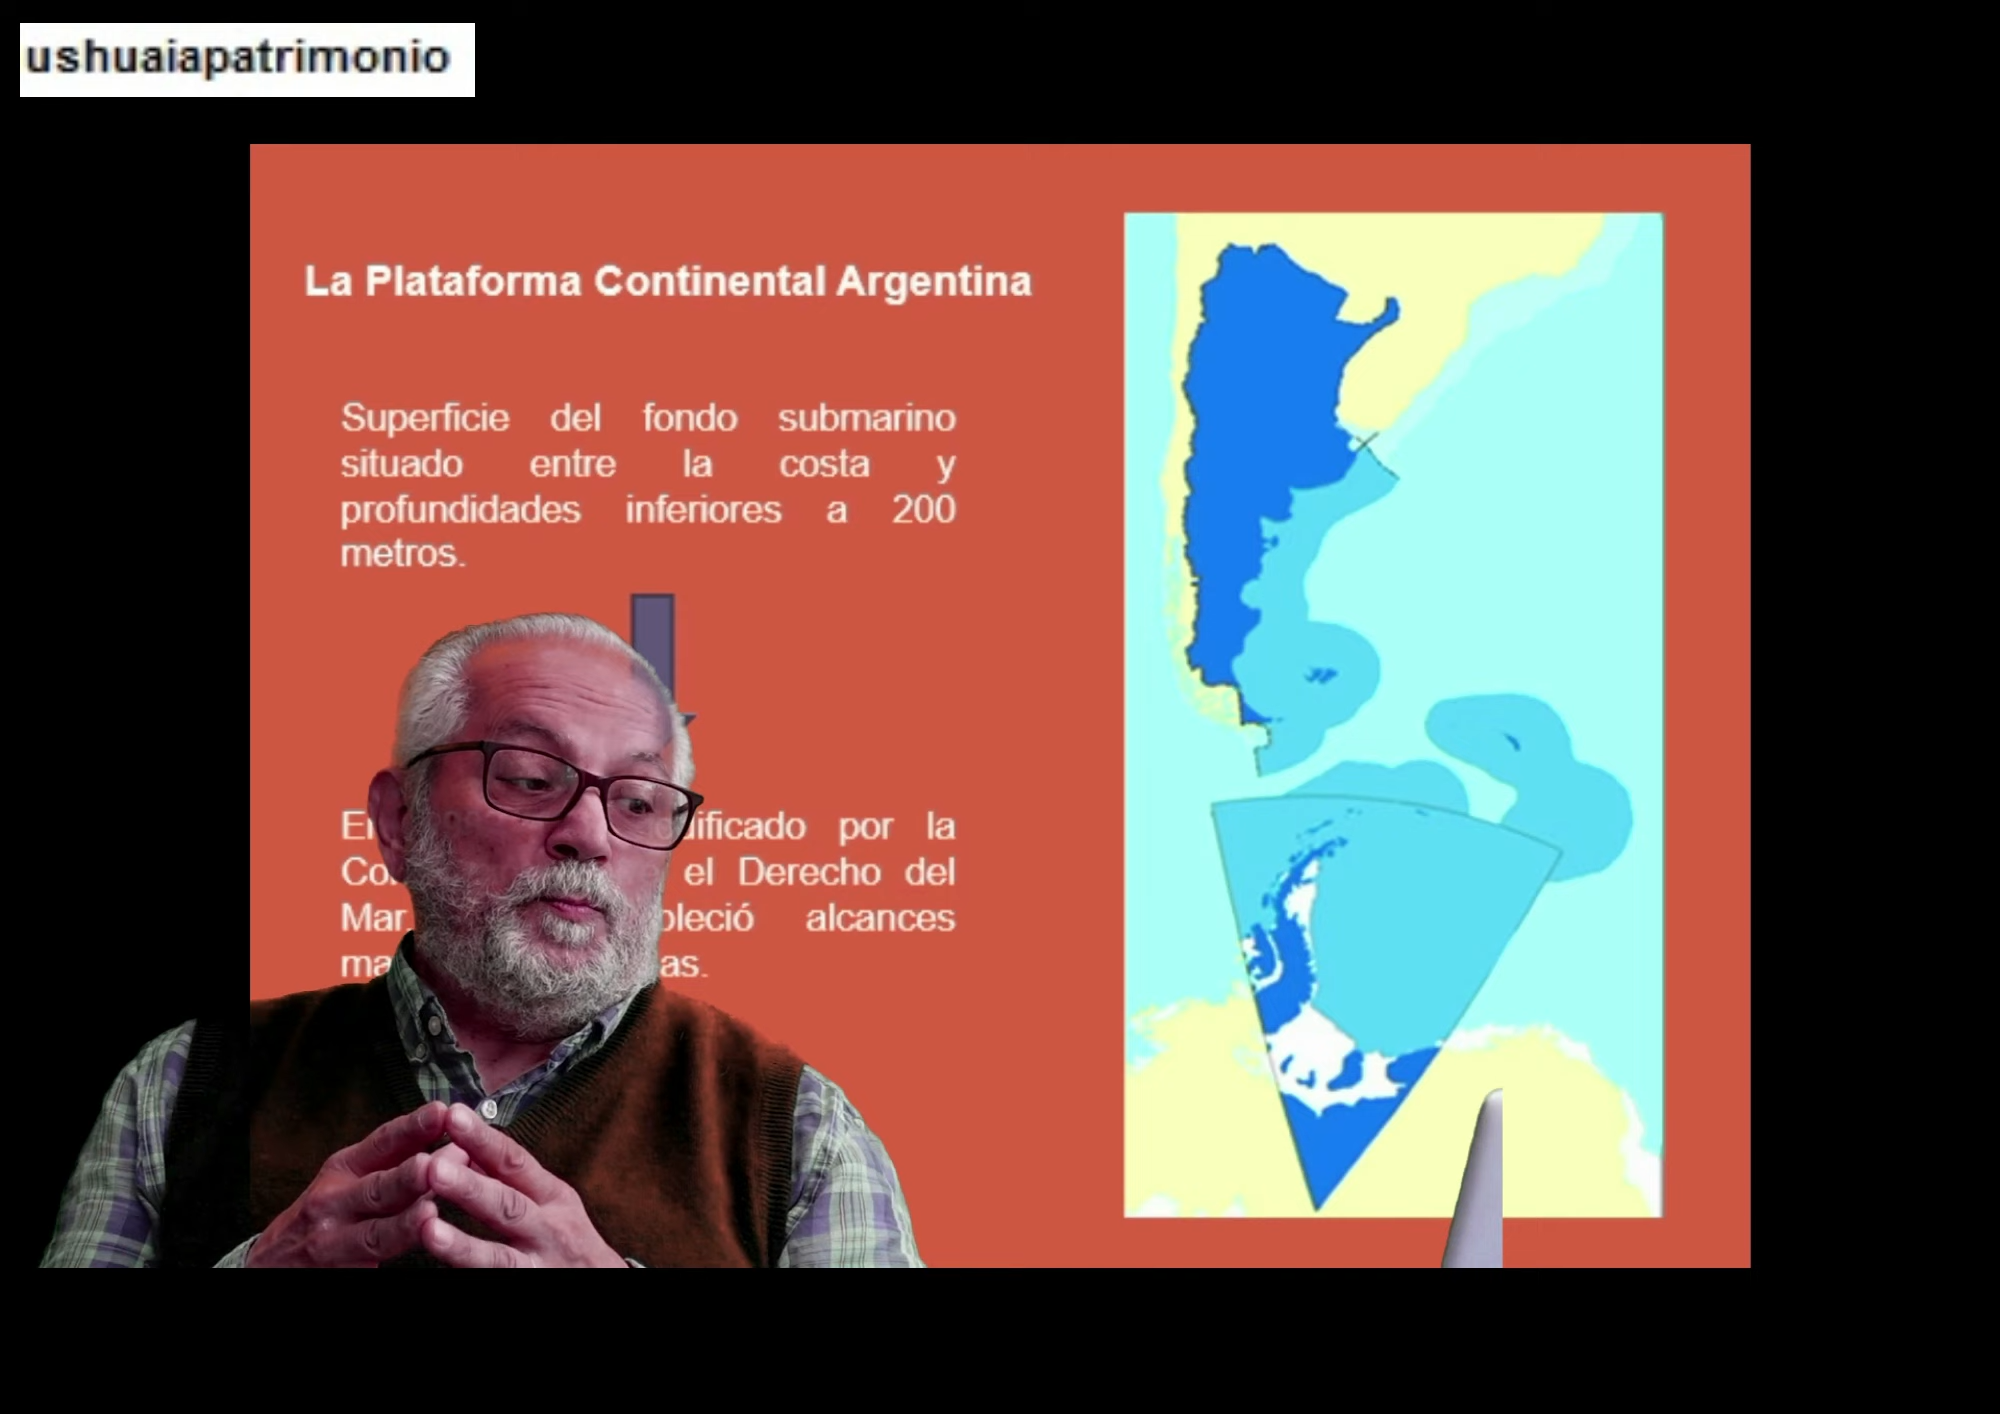 ushuaiapatrimonio
La Plataforma Continental Argentina
Superficie del fondo submarino
situado entre la costa y
profundidades inferiores a 200
metros.
por la
el Derecho del
Mar, alcances